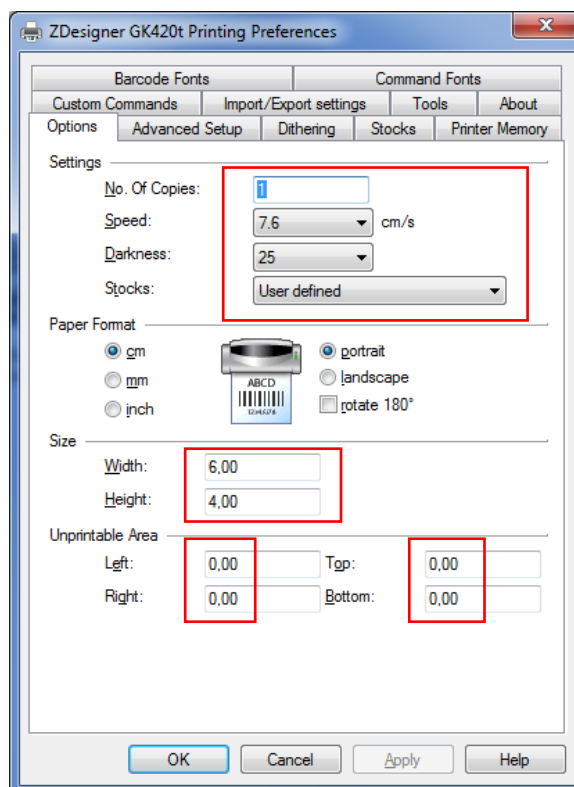 ZDesigner GK420t Printing Preferences
Barcode Fonts Command Fonts
Custom Commands Import/Export settings Tools About
Options Advanced Setup Dithering Stocks Printer Memory
Settings
No. Of Copies: 1
Speed: 7.6 cm/s
Darkness: 25
Stocks: User defined
Paper Format
cm
mm
inch
ABCD
12345678
portrait
landscape
rotate 180°
Size
Width: 6,00
Height: 4,00
Unprintable Area
Left: 0,00 Top: 0,00
Right: 0,00 Bottom: 0,00
OK Cancel Apply Help